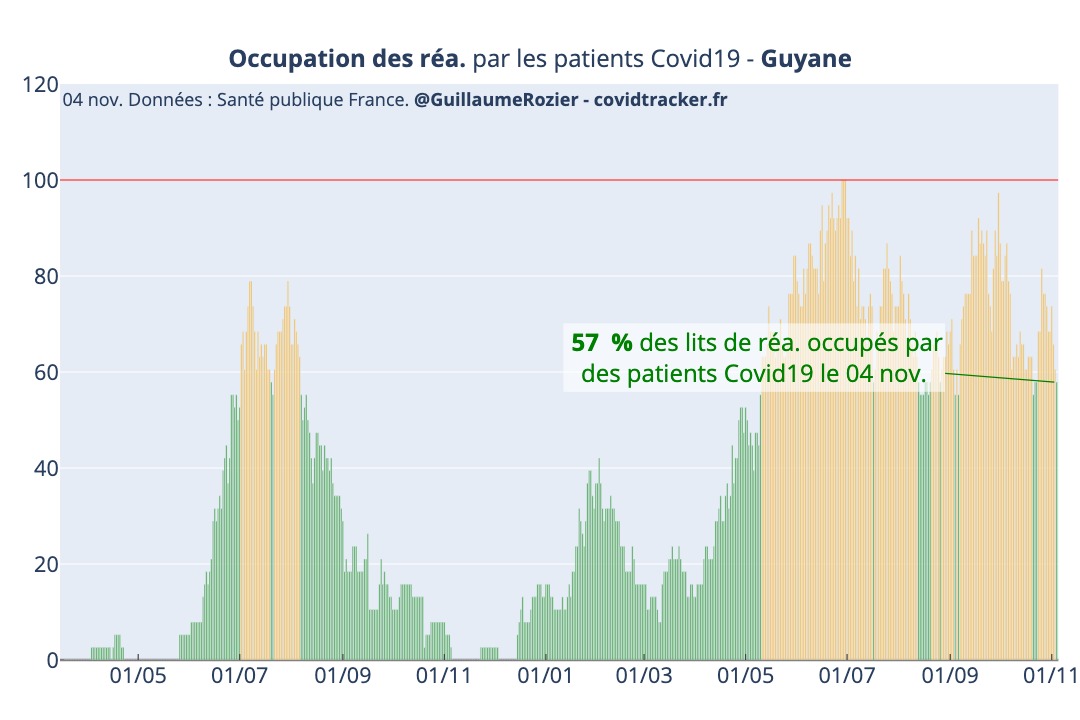 Occupation des réa. par les patients Covid19 - Guyane
120
04 nov. Données : Santé publique France. @GuillaumeRozier - covidtracker.fr
100
80
57 % des lits de réa. occupés par
des patients Covid19 le 04 nov.
60
40
20
0
01/05 01/07 01/09 01/11 01/01 01/03 01/05 01/07 01/09 01/11